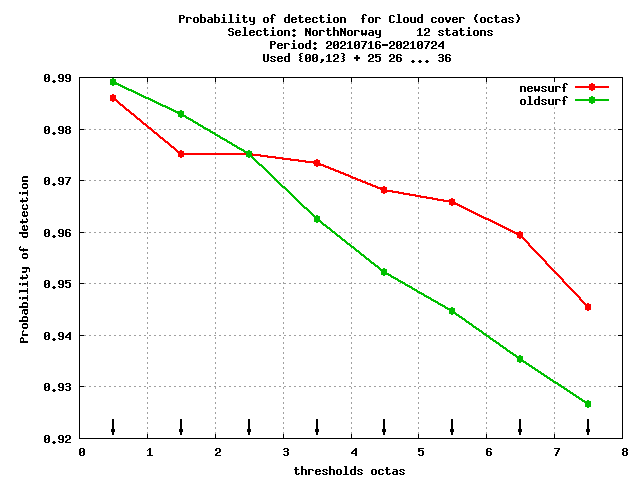 Probability of detection  for Cloud cover (octas)
Selection: NorthNorway     12 stations
Period: 20210716-20210724
Used {00,12} + 25 26 ... 36
newsurf
oldsurf
0.99
0.98
0.97
0.96
0.95
0.94
0.93
0.92
Probability of detection
0 1 2 3 4 5 6 7 8
thresholds octas